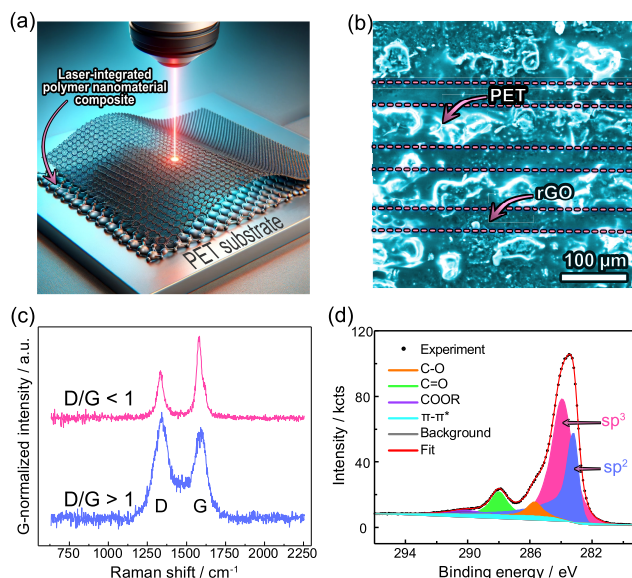 (a)
Laser-integrated
polymer nanomaterial
composite
PET substrate
(b)
PET
rGO
100 μm
(c)
G-normalized intensity / a.u.
D/G < 1
D/G > 1
D
G
750 1000 1250 1500 1750 2000 2250
Raman shift / cm⁻¹
(d)
Intensity / kcts
120
80
40
0
Experiment
C-O
C=O
COOR
π-π*
Background
Fit
sp³
sp²
294 290 286 282
Binding energy / eV